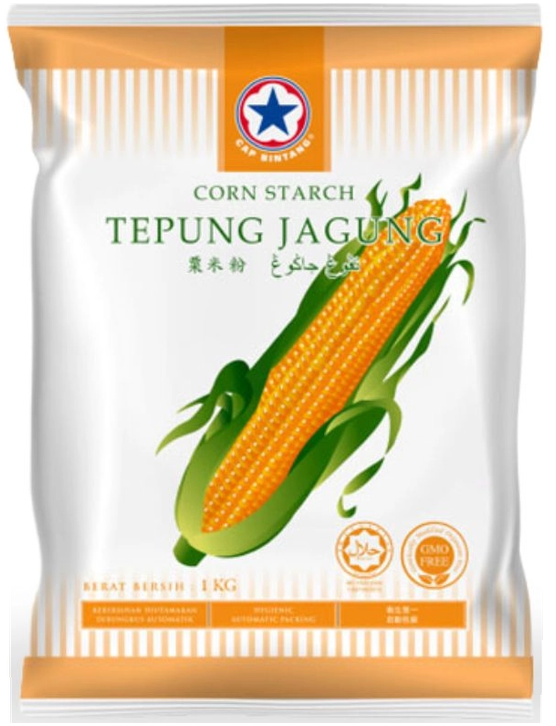 CAP BINTANG®
CORN STARCH
TEPUNG JAGUNG
粟米粉 تڤوڠ جاݢوڠ
حلال
GMO
FREE
BERAT BERSIH : 1 KG
KEBERSIHAN DIUTAMAKAN
DIBUNGKUS AUTOMATIK
HYGIENIC
AUTOMATIC PACKING
衛生第一
自動包裝